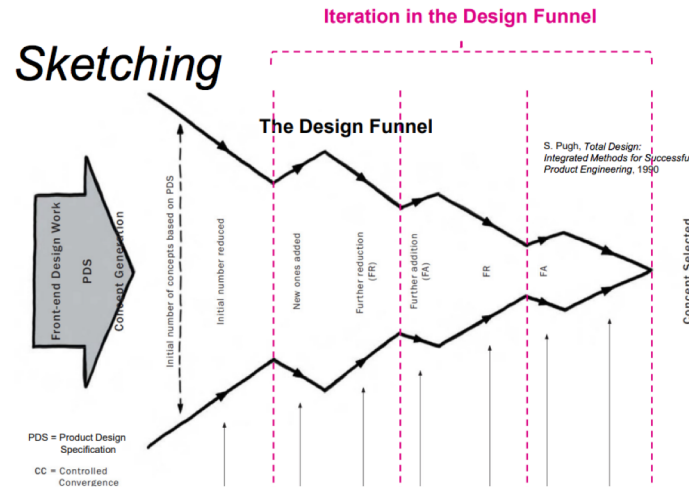 Iteration in the Design Funnel
Sketching
The Design Funnel
S. Pugh, Total Design:
Integrated Methods for Successful
Product Engineering, 1990
Front-end Design Work
PDS
Concept Generation
Initial number of concepts based on PDS
Initial number reduced
New ones added
Further reduction
(FR)
Further addition
(FA)
FR
FA
Concept Selected
PDS = Product Design
Specification
CC = Controlled
Convergence